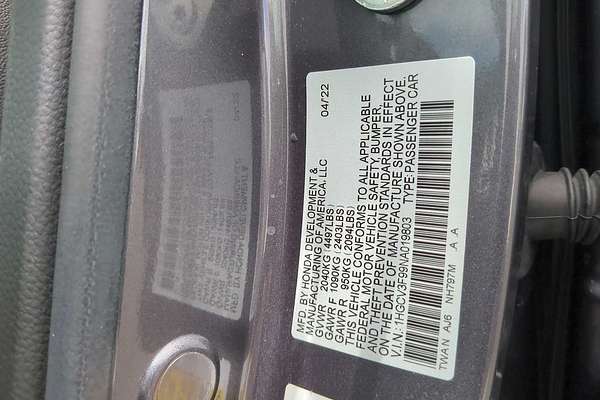 MFD. BY HONDA DEVELOPMENT &
MANUFACTURING OF AMERICA, LLC 04/22
GVWR 2040KG (4497LBS)
GAWR F 1090KG (2403LBS)
GAWR R 950KG (2094LBS)
THIS VEHICLE CONFORMS TO ALL APPLICABLE
FEDERAL MOTOR VEHICLE SAFETY, BUMPER,
AND THEFT PREVENTION STANDARDS IN EFFECT
ON THE DATE OF MANUFACTURE SHOWN ABOVE.
V.I.N.: 1HGCV3F99NA019803 TYPE: PASSENGER CAR
TWAN AJ6 NH797M A A